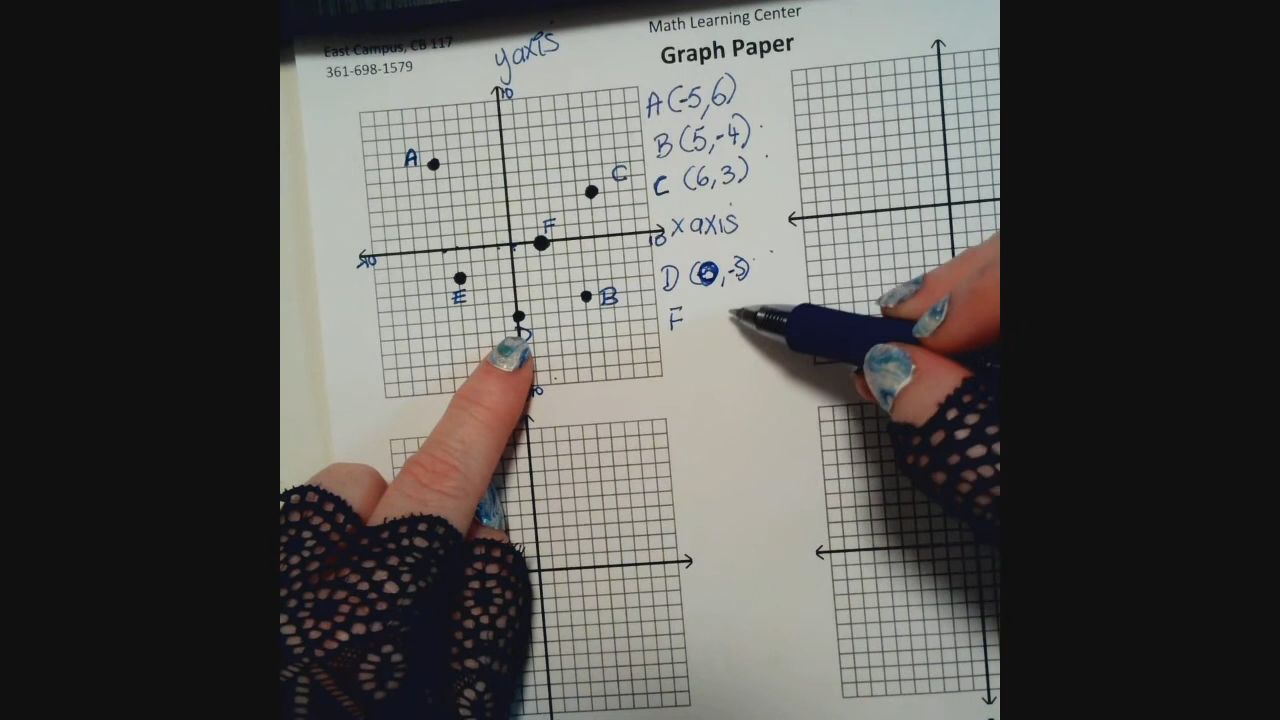 East Campus, CB 117
361-698-1579
Math Learning Center
Graph Paper
y axis
10
A
C
F
10
-10
E
B
D
A (-5,6)
B (5,-4)
C (6,3)
x axis
D (0,-5)
F